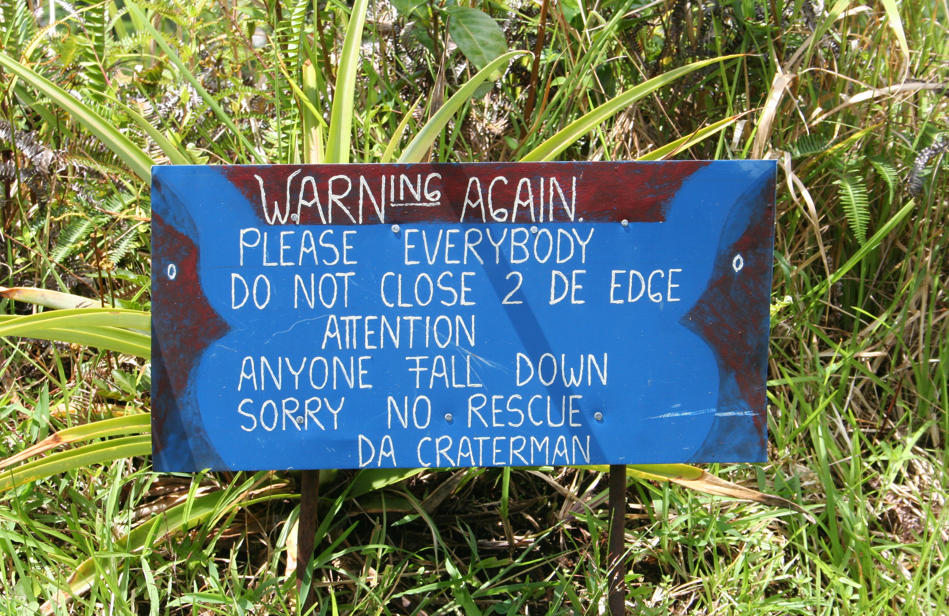 WARNING AGAIN.
PLEASE EVERYBODY
DO NOT CLOSE 2 DE EDGE
ATTENTION
ANYONE FALL DOWN
SORRY NO RESCUE
DA CRATERMAN